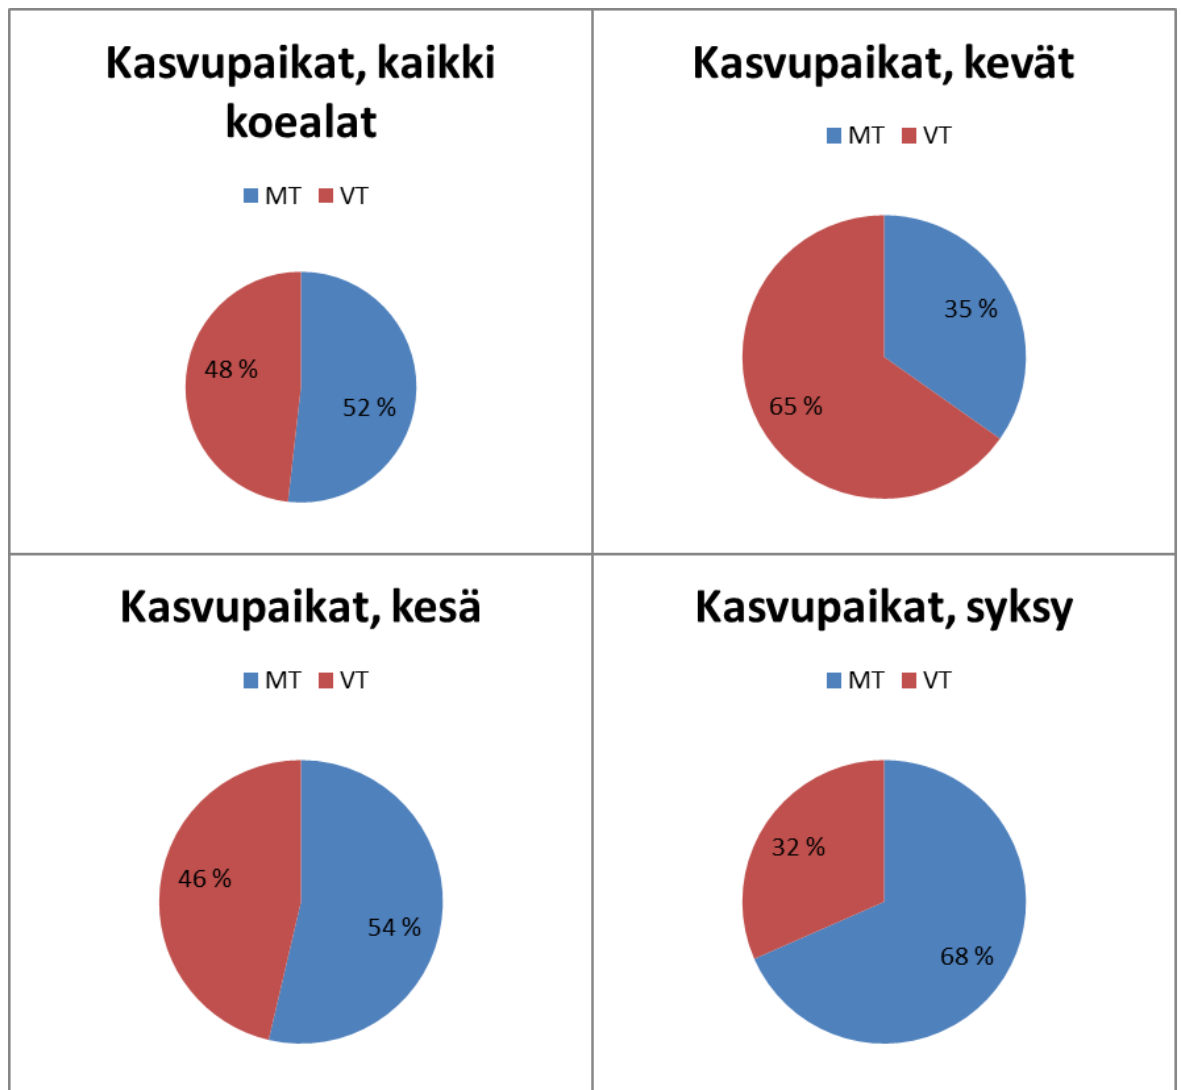 Kasvupaikat, kaikki
koealat
MT VT
48 %
52 %
Kasvupaikat, kevät
MT VT
35 %
65 %
Kasvupaikat, kesä
MT VT
46 %
54 %
Kasvupaikat, syksy
MT VT
32 %
68 %